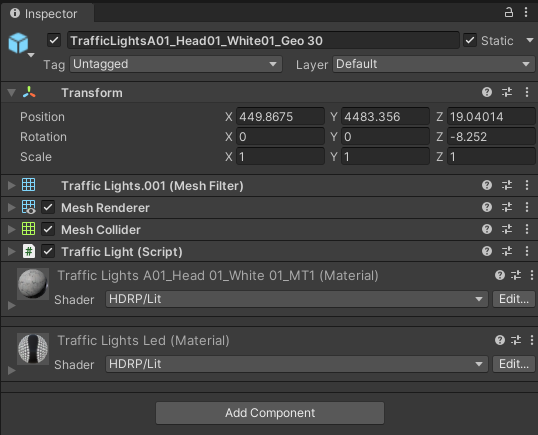 Inspector
TrafficLightsA01_Head01_White01_Geo 30
Static
Tag Untagged Layer Default
Transform
Position X 449.8675 Y 4483.356 Z 19.04014
Rotation X 0 Y 0 Z -8.252
Scale X 1 Y 1 Z 1
Traffic Lights.001 (Mesh Filter)
Mesh Renderer
Mesh Collider
# Traffic Light (Script)
Traffic Lights A01_Head 01_White 01_MT1 (Material)
Shader HDRP/Lit Edit...
Traffic Lights Led (Material)
Shader HDRP/Lit Edit...
Add Component